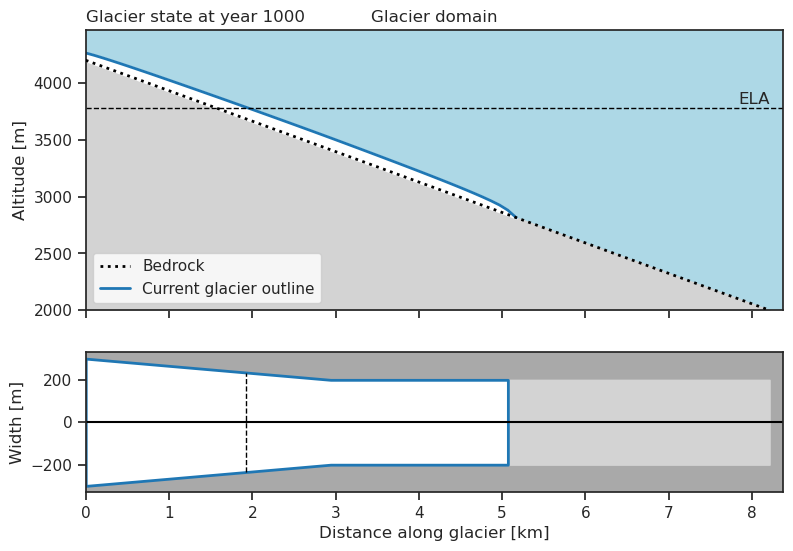 Glacier state at year 1000 Glacier domain
Altitude [m]
4000
3500
3000
2500
2000
ELA
Bedrock
Current glacier outline
Width [m]
200
0
−200
0 1 2 3 4 5 6 7 8
Distance along glacier [km]